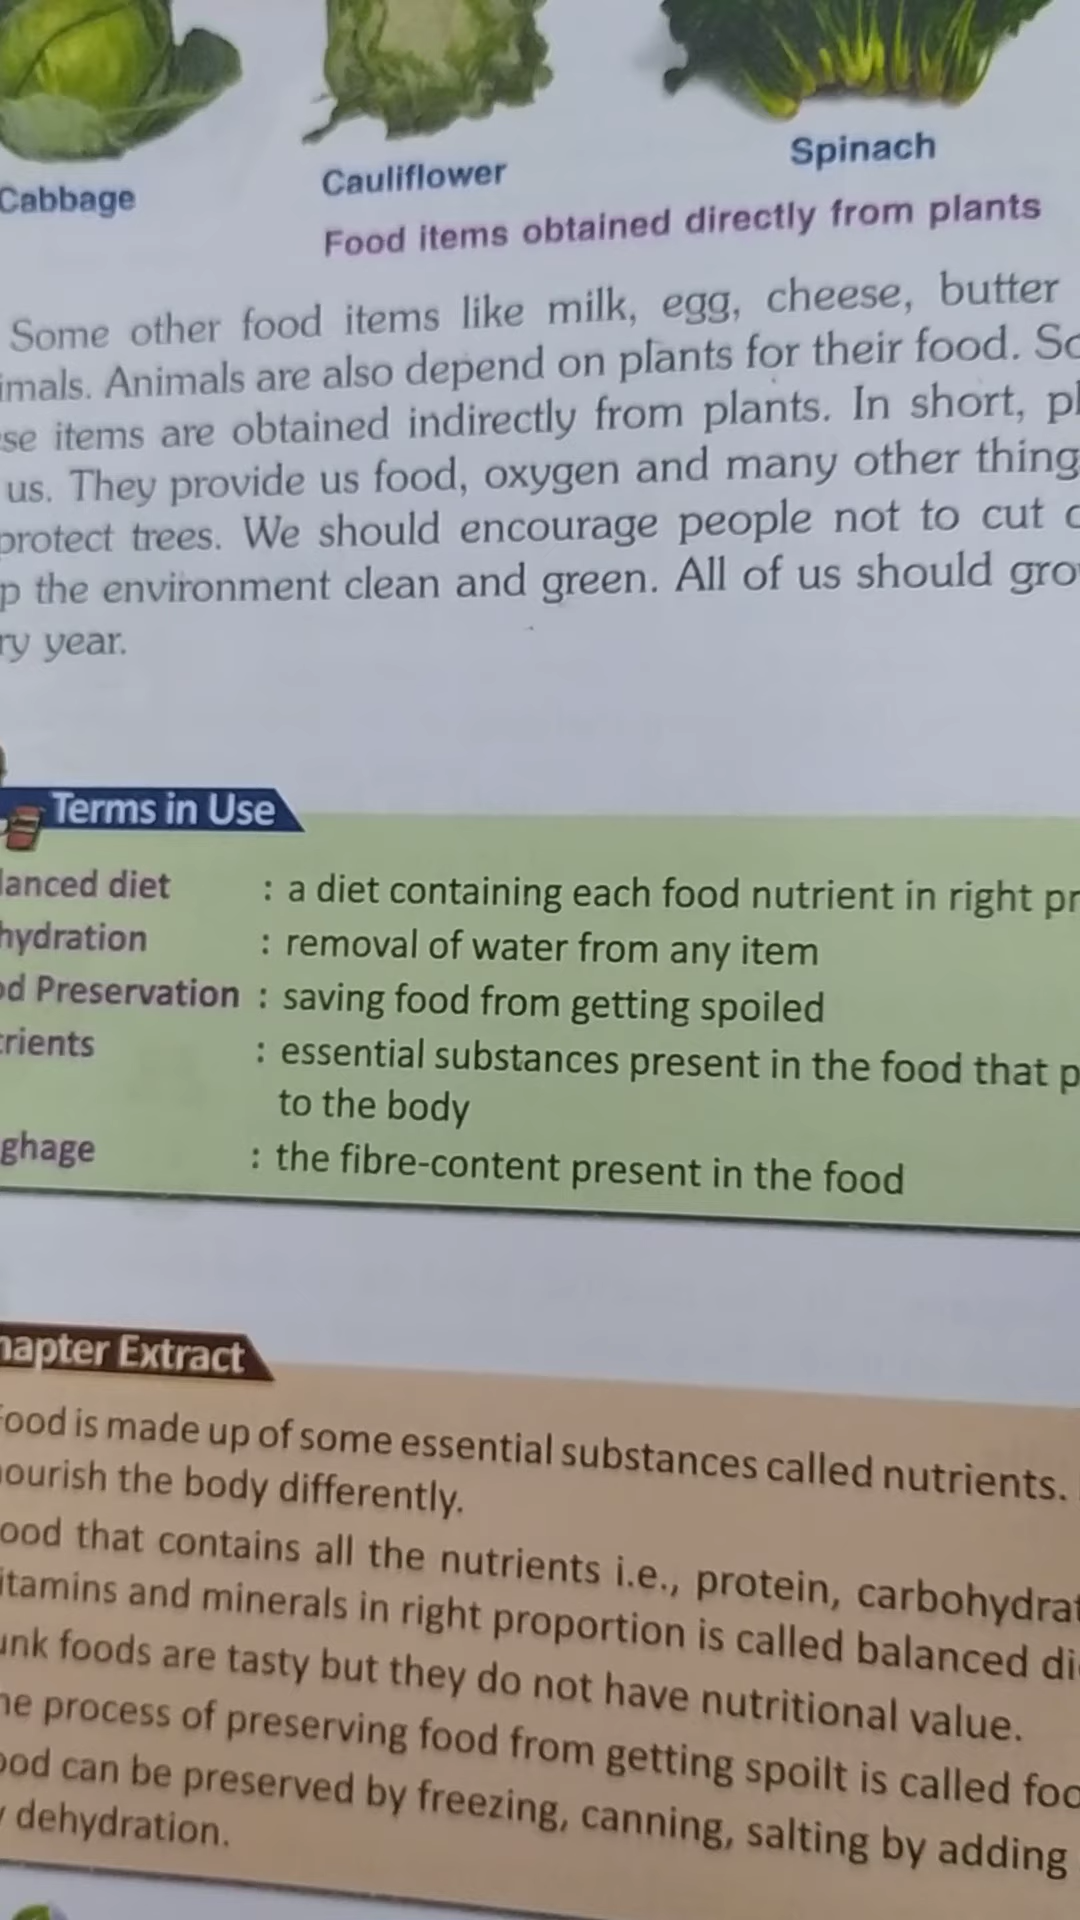 Cabbage
Cauliflower
Spinach
Food items obtained directly from plants
Some other food items like milk, egg, cheese, butter
imals. Animals are also depend on plants for their food. So
se items are obtained indirectly from plants. In short, pl
us. They provide us food, oxygen and many other thing
protect trees. We should encourage people not to cut
p the environment clean and green. All of us should gro
ry year.
Terms in Use
lanced diet : a diet containing each food nutrient in right pr
hydration : removal of water from any item
od Preservation : saving food from getting spoiled
rients : essential substances present in the food that p
to the body
ghage : the fibre-content present in the food
hapter Extract
Food is made up of some essential substances called nutrients.
nourish the body differently.
ood that contains all the nutrients i.e., protein, carbohydrat
itamins and minerals in right proportion is called balanced di
unk foods are tasty but they do not have nutritional value.
he process of preserving food from getting spoilt is called foo
ood can be preserved by freezing, canning, salting by adding
y dehydration.